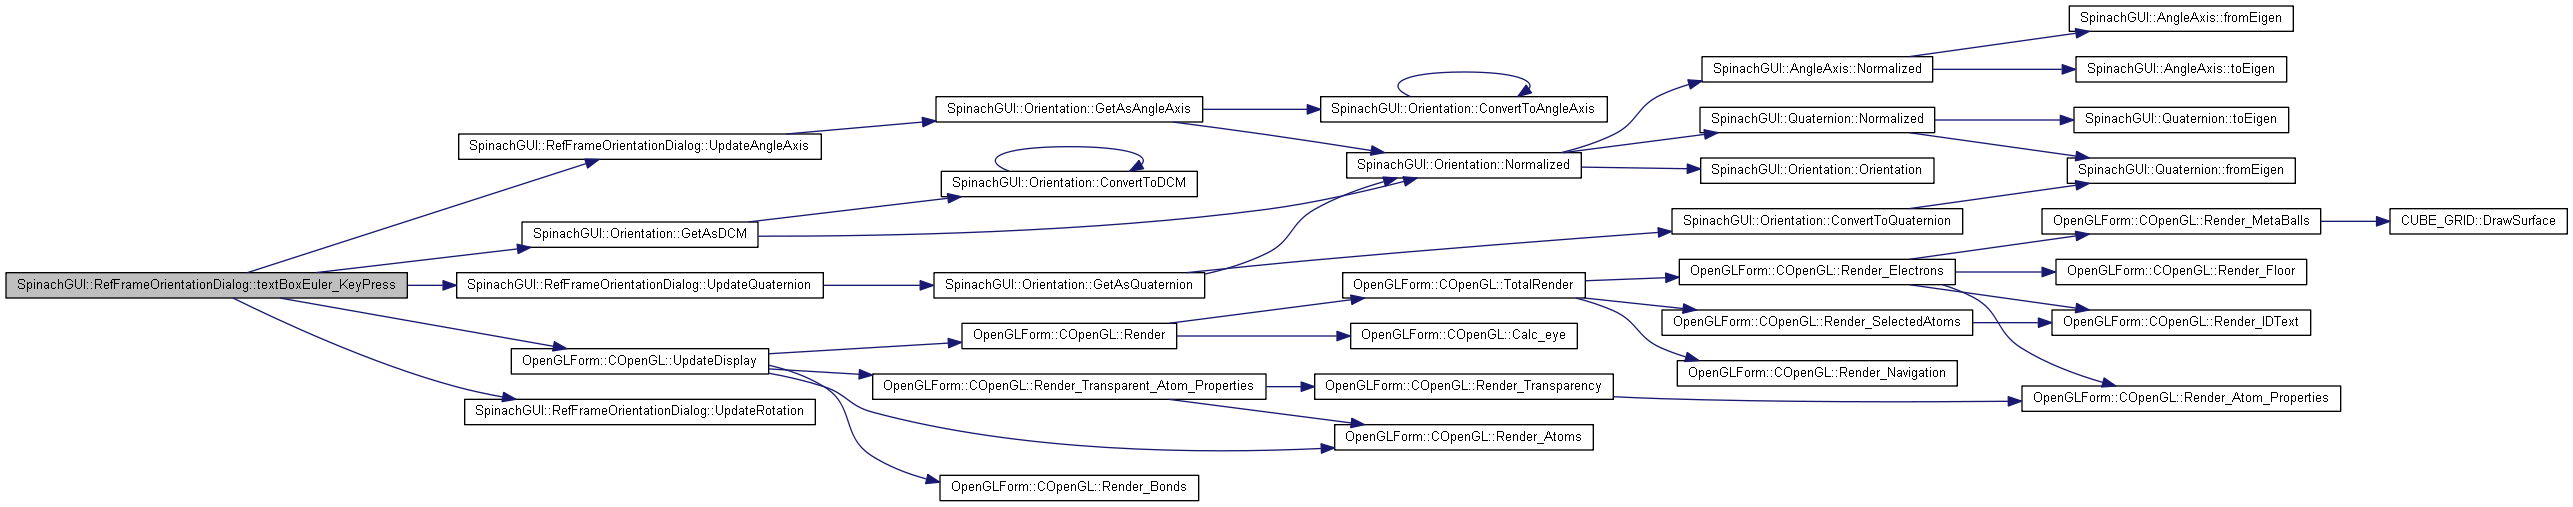 SpinachGUI::RefFrameOrientationDialog::textBoxEuler_KeyPress
SpinachGUI::RefFrameOrientationDialog::UpdateAngleAxis
SpinachGUI::Orientation::GetAsDCM
SpinachGUI::RefFrameOrientationDialog::UpdateQuaternion
OpenGLForm::COpenGL::UpdateDisplay
SpinachGUI::RefFrameOrientationDialog::UpdateRotation
SpinachGUI::Orientation::GetAsAngleAxis
SpinachGUI::Orientation::ConvertToDCM
SpinachGUI::Orientation::GetAsQuaternion
OpenGLForm::COpenGL::Render
OpenGLForm::COpenGL::Render_Transparent_Atom_Properties
OpenGLForm::COpenGL::Render_Bonds
SpinachGUI::Orientation::ConvertToAngleAxis
SpinachGUI::Orientation::Normalized
OpenGLForm::COpenGL::TotalRender
OpenGLForm::COpenGL::Calc_eye
OpenGLForm::COpenGL::Render_Transparency
OpenGLForm::COpenGL::Render_Atoms
SpinachGUI::AngleAxis::Normalized
SpinachGUI::Quaternion::Normalized
SpinachGUI::Orientation::Orientation
SpinachGUI::Orientation::ConvertToQuaternion
OpenGLForm::COpenGL::Render_Electrons
OpenGLForm::COpenGL::Render_SelectedAtoms
OpenGLForm::COpenGL::Render_Navigation
SpinachGUI::AngleAxis::fromEigen
SpinachGUI::AngleAxis::toEigen
SpinachGUI::Quaternion::toEigen
SpinachGUI::Quaternion::fromEigen
OpenGLForm::COpenGL::Render_MetaBalls
OpenGLForm::COpenGL::Render_Floor
OpenGLForm::COpenGL::Render_IDText
OpenGLForm::COpenGL::Render_Atom_Properties
CUBE_GRID::DrawSurface